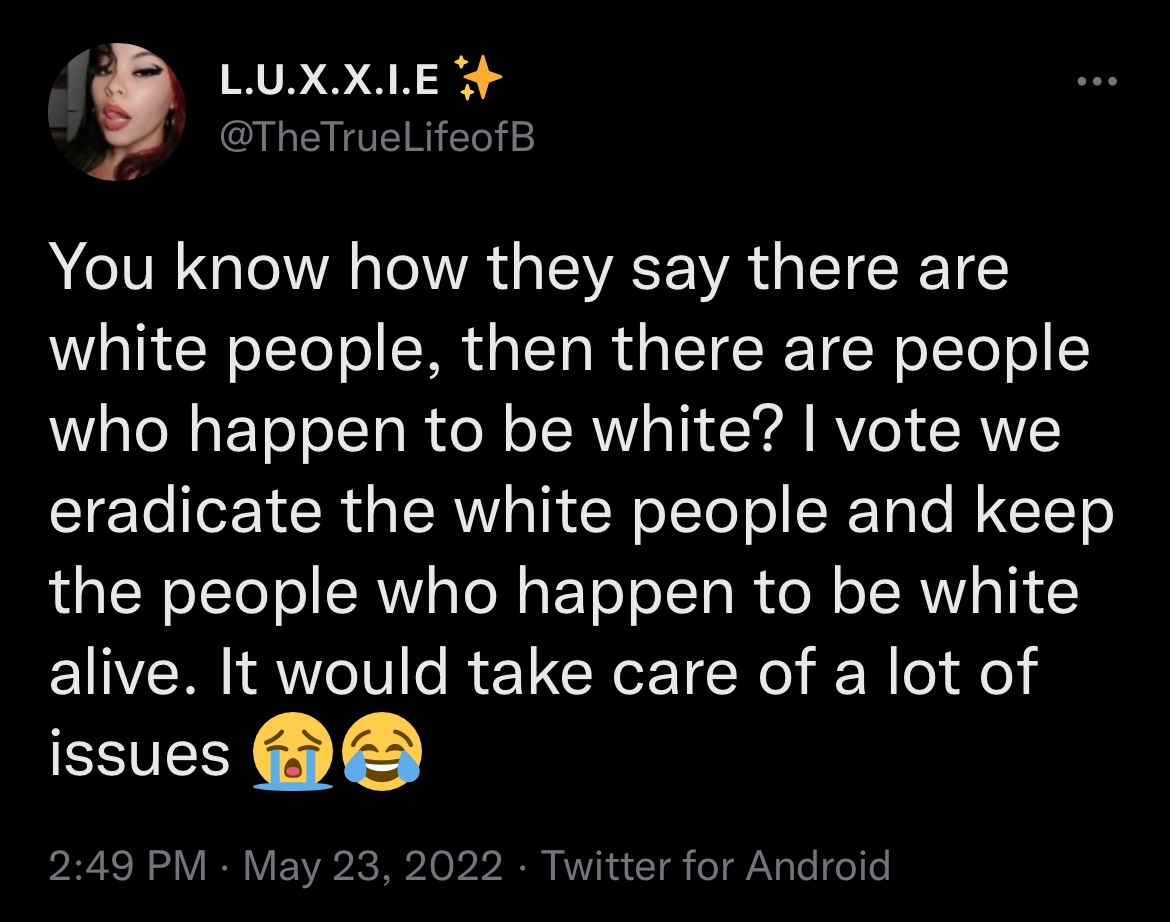 L.U.X.X.I.E ✨
@TheTrueLifeofB
You know how they say there are
white people, then there are people
who happen to be white? I vote we
eradicate the white people and keep
the people who happen to be white
alive. It would take care of a lot of
issues 😭😂
2:49 PM · May 23, 2022 · Twitter for Android